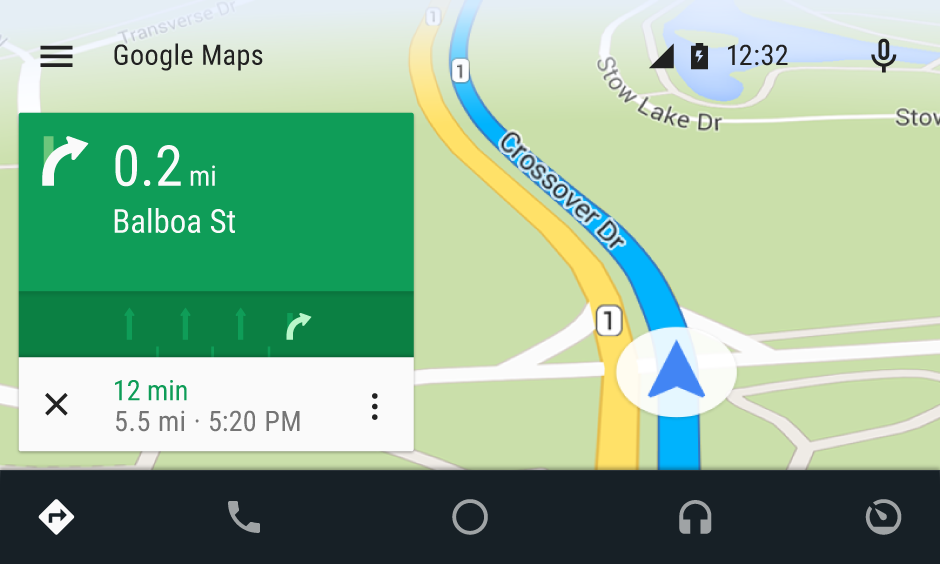 Transverse Dr
1
Google Maps
12:32
1
Stow Lake Dr
Stow
Crossover Dr
0.2 mi
Balboa St
1
12 min
5.5 mi · 5:20 PM